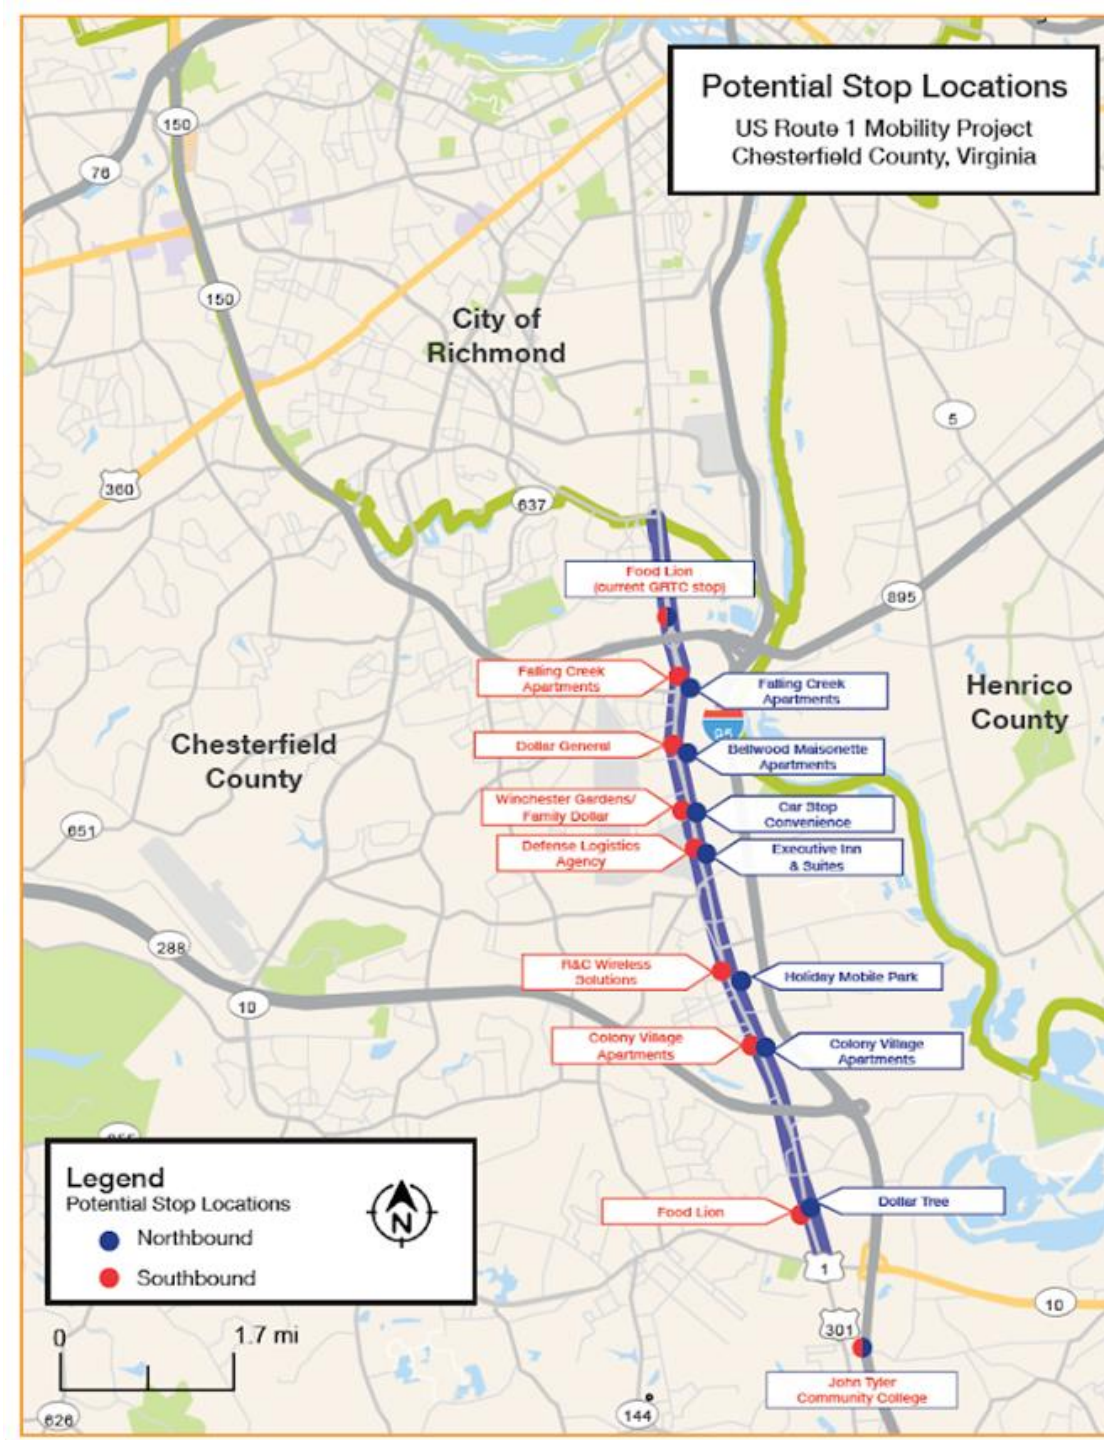 Potential Stop Locations
US Route 1 Mobility Project
Chesterfield County, Virginia
150
76
150
City of
Richmond
5
360
637
Food Lion
(current GRTC stop)
895
Falling Creek
Apartments
Falling Creek
Apartments
Henrico
County
95
Chesterfield
County
Dollar General
Bellwood Maisonette
Apartments
Winchester Gardens/
Family Dollar
Car Stop
Convenience
651
Defense Logistics
Agency
Executive Inn
& Suites
288
R&C Wireless
Solutions
Holiday Mobile Park
10
Colony Village
Apartments
Colony Village
Apartments
Legend
Potential Stop Locations
Northbound
Southbound
N
Food Lion
Dollar Tree
1
10
301
0
1.7 mi
John Tyler
Community College
626
144